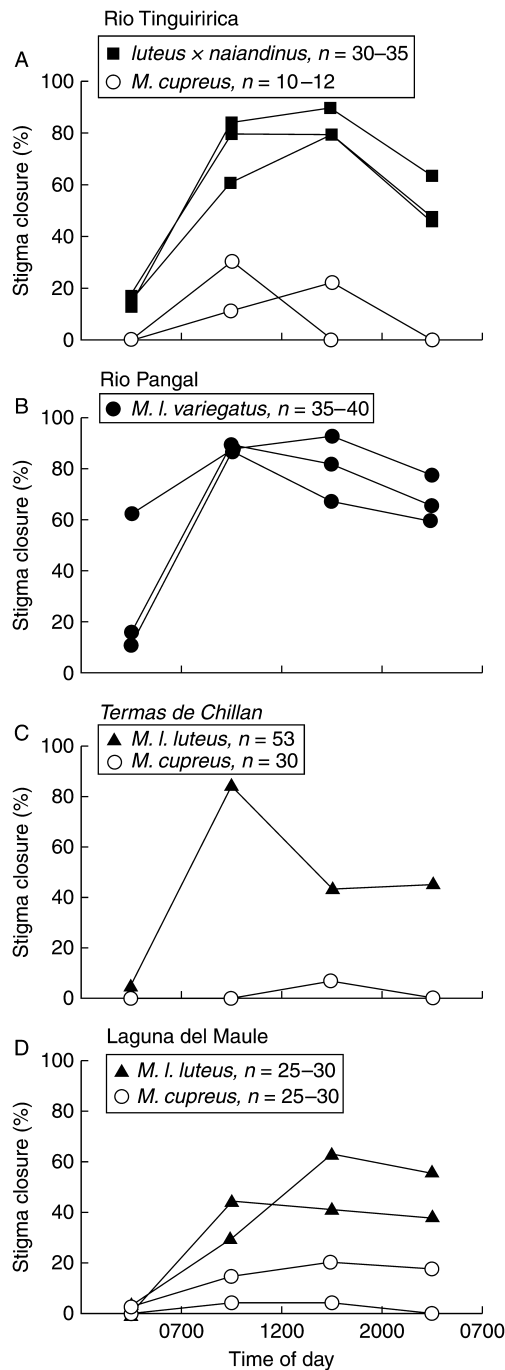 Rio Tinguiririca
A
luteus × naiandinus, n = 30–35
M. cupreus, n = 10–12
100
80
60
40
20
0
Stigma closure (%)
Rio Pangal
B
M. l. variegatus, n = 35–40
100
80
60
40
20
0
Stigma closure (%)
Termas de Chillan
C
M. l. luteus, n = 53
M. cupreus, n = 30
100
80
60
40
20
0
Stigma closure (%)
Laguna del Maule
D
M. l. luteus, n = 25–30
M. cupreus, n = 25–30
100
80
60
40
20
0
Stigma closure (%)
0700 1200 2000 0700
Time of day